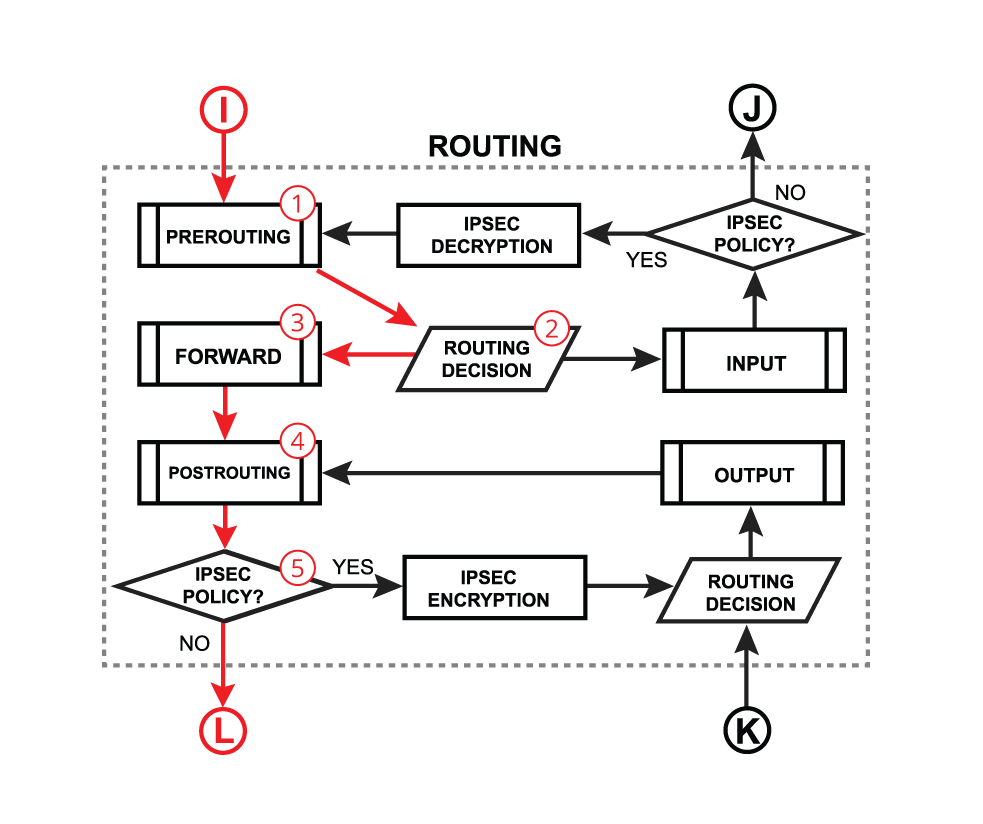 I
J
ROUTING
NO
1
PREROUTING
IPSEC
DECRYPTION
IPSEC
POLICY?
YES
3
FORWARD
2
ROUTING
DECISION
INPUT
4
POSTROUTING
OUTPUT
5
IPSEC
POLICY?
YES
IPSEC
ENCRYPTION
ROUTING
DECISION
NO
L
K